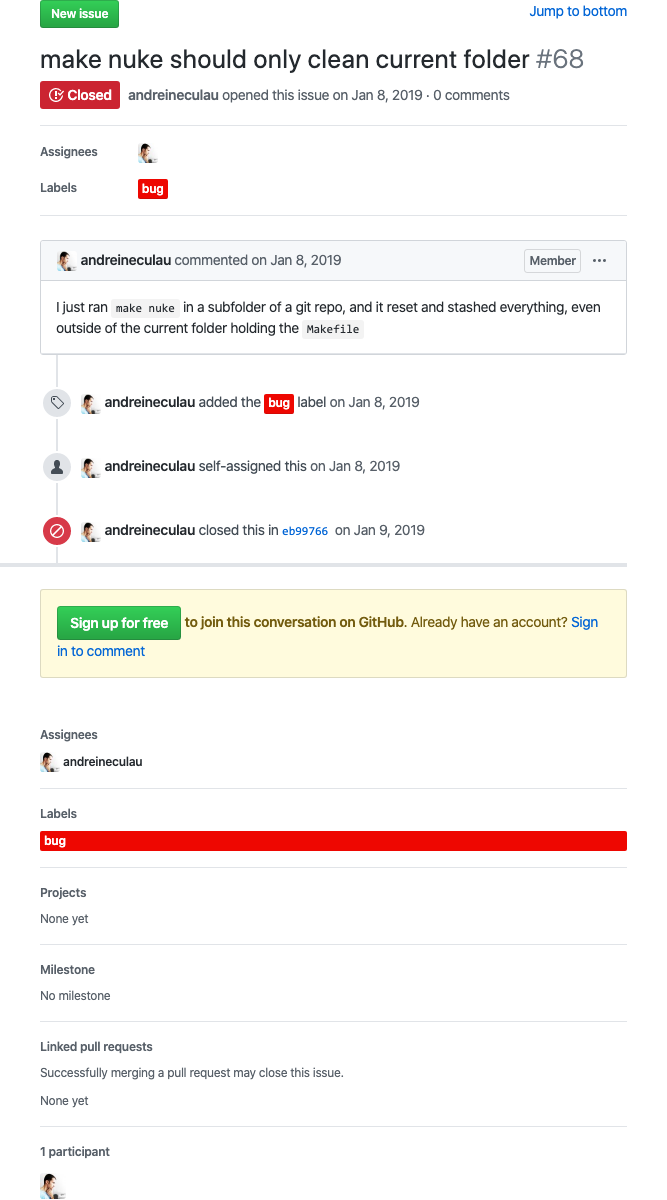 New issue
Jump to bottom
make nuke should only clean current folder #68
Closed andreineculau opened this issue on Jan 8, 2019 · 0 comments
Assignees
Labels bug
andreineculau commented on Jan 8, 2019 Member ···
I just ran make nuke in a subfolder of a git repo, and it reset and stashed everything, even
outside of the current folder holding the Makefile
andreineculau added the bug label on Jan 8, 2019
andreineculau self-assigned this on Jan 8, 2019
andreineculau closed this in eb99766 on Jan 9, 2019
Sign up for free to join this conversation on GitHub. Already have an account? Sign
in to comment
Assignees
andreineculau
Labels
bug
Projects
None yet
Milestone
No milestone
Linked pull requests
Successfully merging a pull request may close this issue.
None yet
1 participant